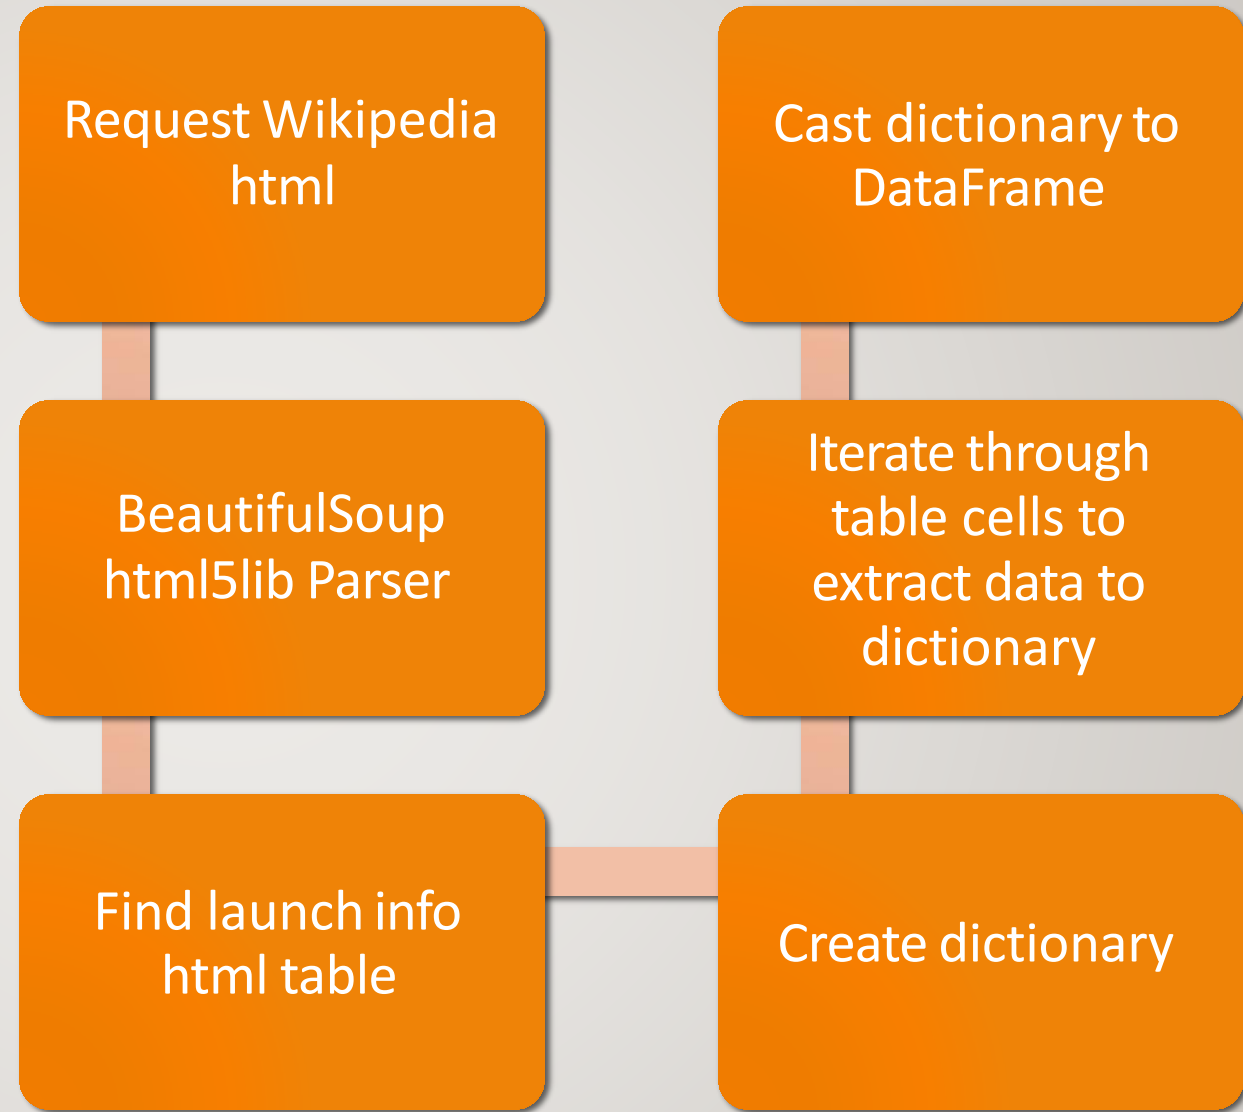 Request Wikipedia
html
BeautifulSoup
html5lib Parser
Find launch info
html table
Create dictionary
Iterate through
table cells to
extract data to
dictionary
Cast dictionary to
DataFrame